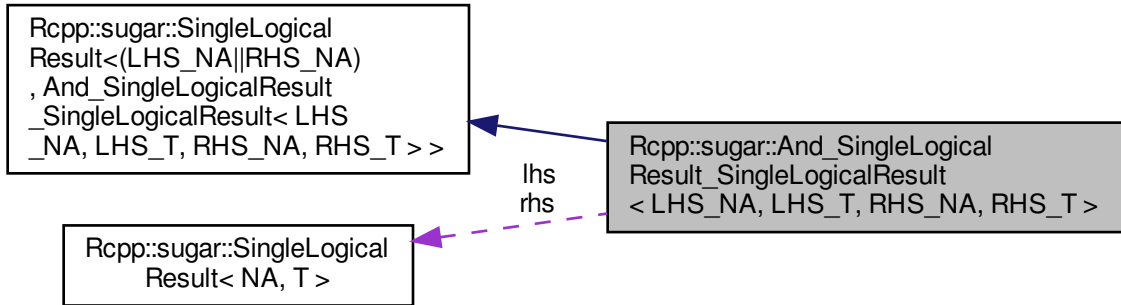 Rcpp::sugar::SingleLogical
Result<(LHS_NA||RHS_NA)
, And_SingleLogicalResult
_SingleLogicalResult< LHS
_NA, LHS_T, RHS_NA, RHS_T > >
lhs
rhs
Rcpp::sugar::And_SingleLogical
Result_SingleLogicalResult
< LHS_NA, LHS_T, RHS_NA, RHS_T >
Rcpp::sugar::SingleLogical
Result< NA, T >